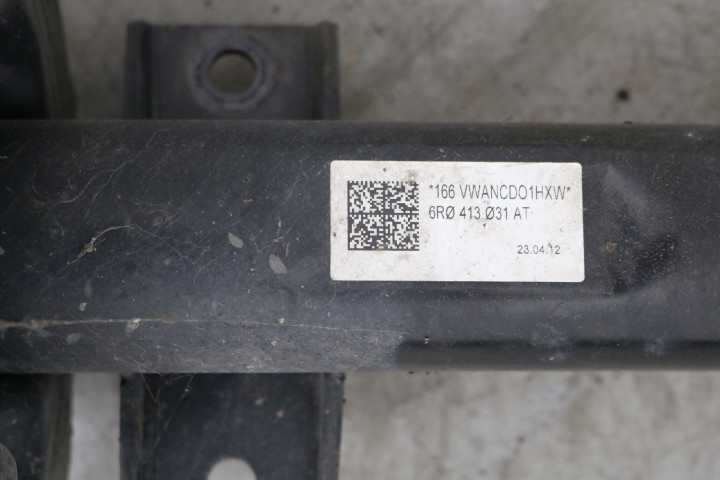 *166 VWANCDO1HXW*
6RØ 413 Ø31 AT
23.04.12